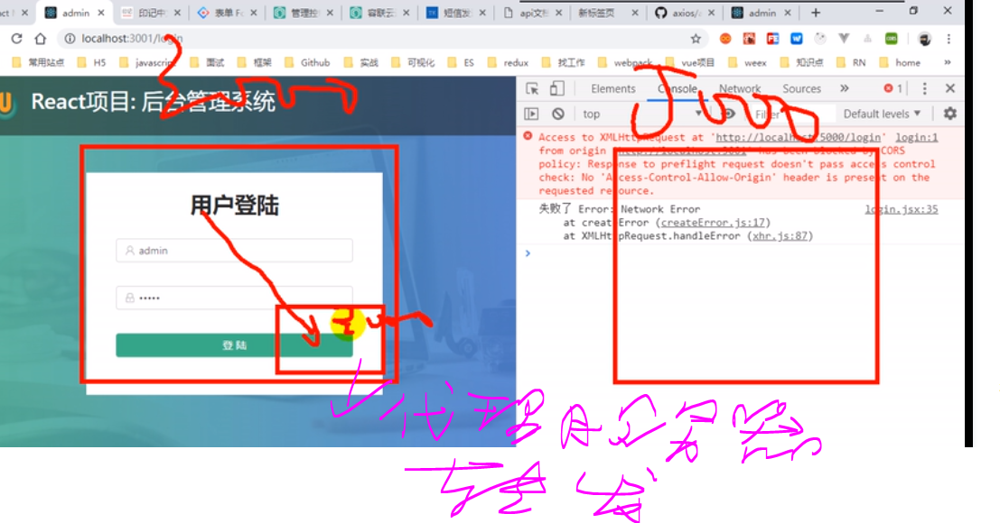 admin
印记中
表单 Fo
管理控
容联云
短信发
api文档
新标签页
axios/a
admin
localhost:3001/login
常用站点
H5
javascript
面试
框架
Github
实战
可视化
ES
redux
找工作
webpack
vue项目
weex
知识点
RN
home
»
React项目: 后台管理系统
3000
5000
Elements
Console
Network
Sources
»
1
top
Filter
Default levels ▼
Access to XMLHttpRequest at 'http://localhost:5000/login' login:1
from origin 'http://localhost:3001' has been blocked by CORS
policy: Response to preflight request doesn't pass access control
check: No 'Access-Control-Allow-Origin' header is present on the
requested resource.
失败了 Error: Network Error login.jsx:35
at createError (createError.js:17)
at XMLHttpRequest.handleError (xhr.js:87)
用户登陆
admin
•••••
登 陆
代理服务器
转发